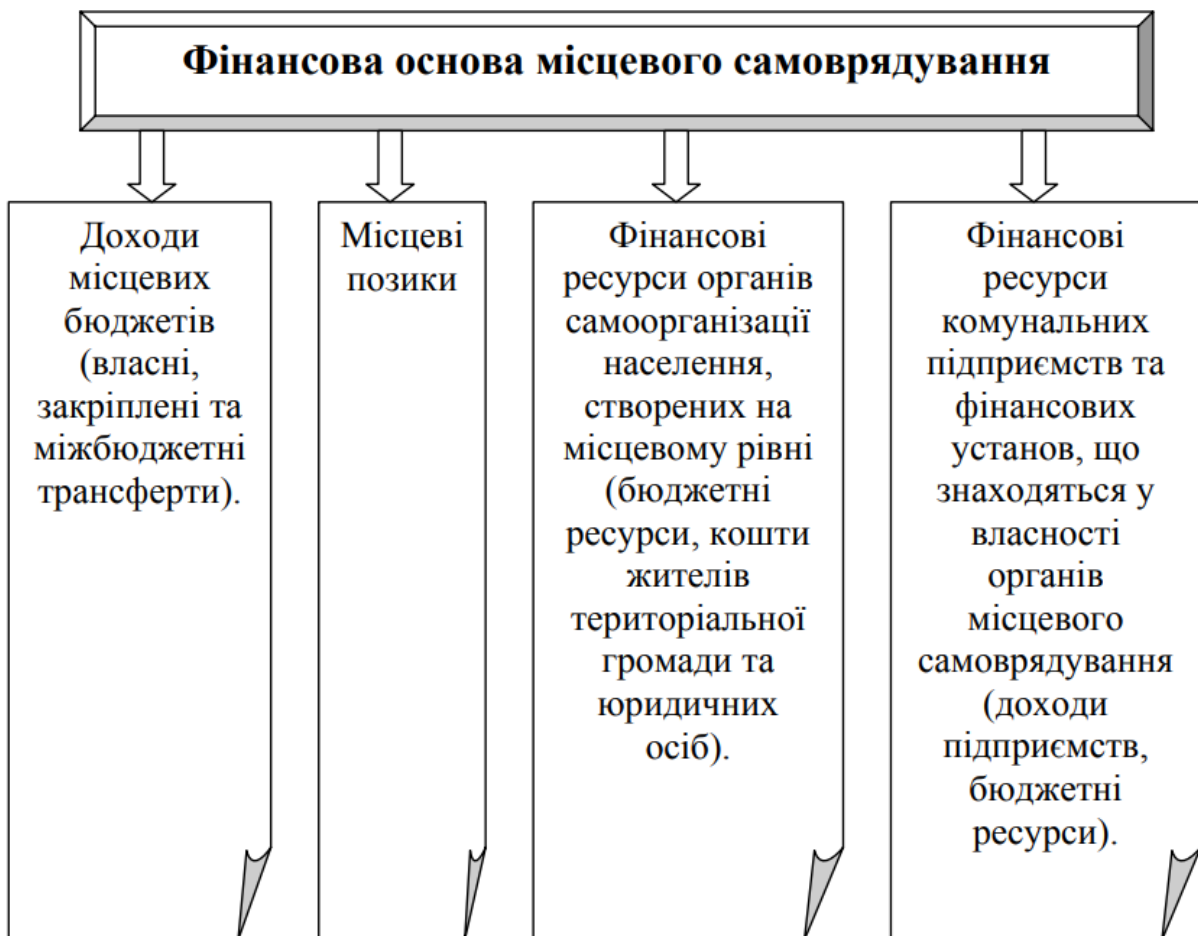 Фінансова основа місцевого самоврядування
Доходи
місцевих
бюджетів
(власні,
закріплені та
міжбюджетні
трансферти).
Місцеві
позики
Фінансові
ресурси органів
самоорганізації
населення,
створених на
місцевому рівні
(бюджетні
ресурси, кошти
жителів
територіальної
громади та
юридичних
осіб).
Фінансові
ресурси
комунальних
підприємств та
фінансових
установ, що
знаходяться у
власності
органів
місцевого
самоврядування
(доходи
підприємств,
бюджетні
ресурси).